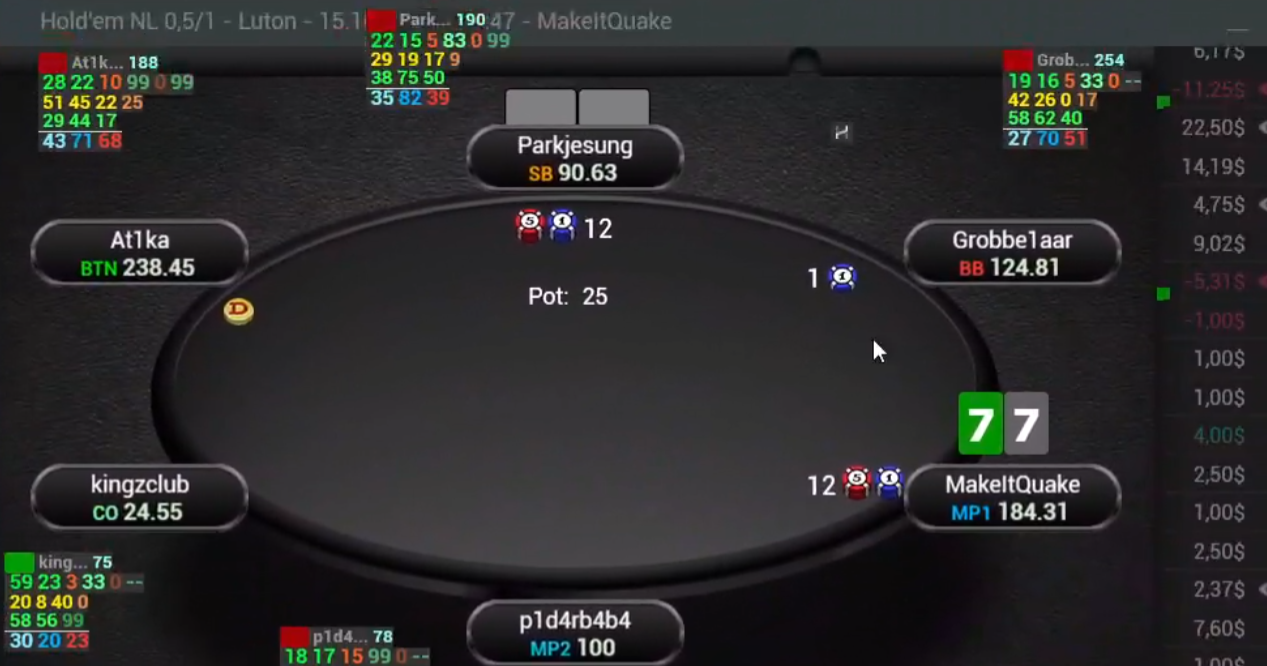 Hold'em NL 0,5/1 - Luton - 15.1
47 - MakeItQuake
Park... 190
22 15 5 83 0 99
29 19 17 9
38 75 50
35 82 39
At1k... 188
28 22 10 99 0 99
51 45 22 25
29 44 17
43 71 68
Grob... 254
19 16 5 33 0 --
42 26 0 17
58 62 40
27 70 51
6,17$
-11,25$
22,50$
14,19$
4,75$
9,02$
-5,31$
-1,00$
1,00$
1,00$
4,00$
2,50$
1,00$
2,50$
2,37$
7,60$
Parkjesung
SB 90.63
5 1 12
At1ka
BTN 238.45
Grobbe1aar
BB 124.81
1 1
D
Pot: 25
7 7
kingzclub
CO 24.55
12 5 1
MakeItQuake
MP1 184.31
king... 75
59 23 3 33 0 --
20 8 40 0
58 56 99
30 20 23
p1d4rb4b4
MP2 100
p1d4... 78
18 17 15 99 0 --